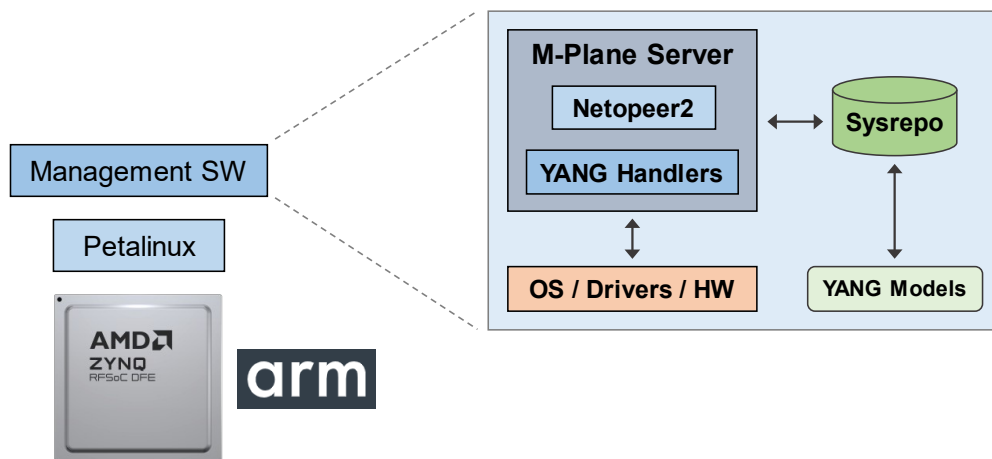 Management SW
Petalinux
AMD
ZYNQ
RFSoC DFE
arm
M-Plane Server
Netopeer2
YANG Handlers
Sysrepo
OS / Drivers / HW
YANG Models